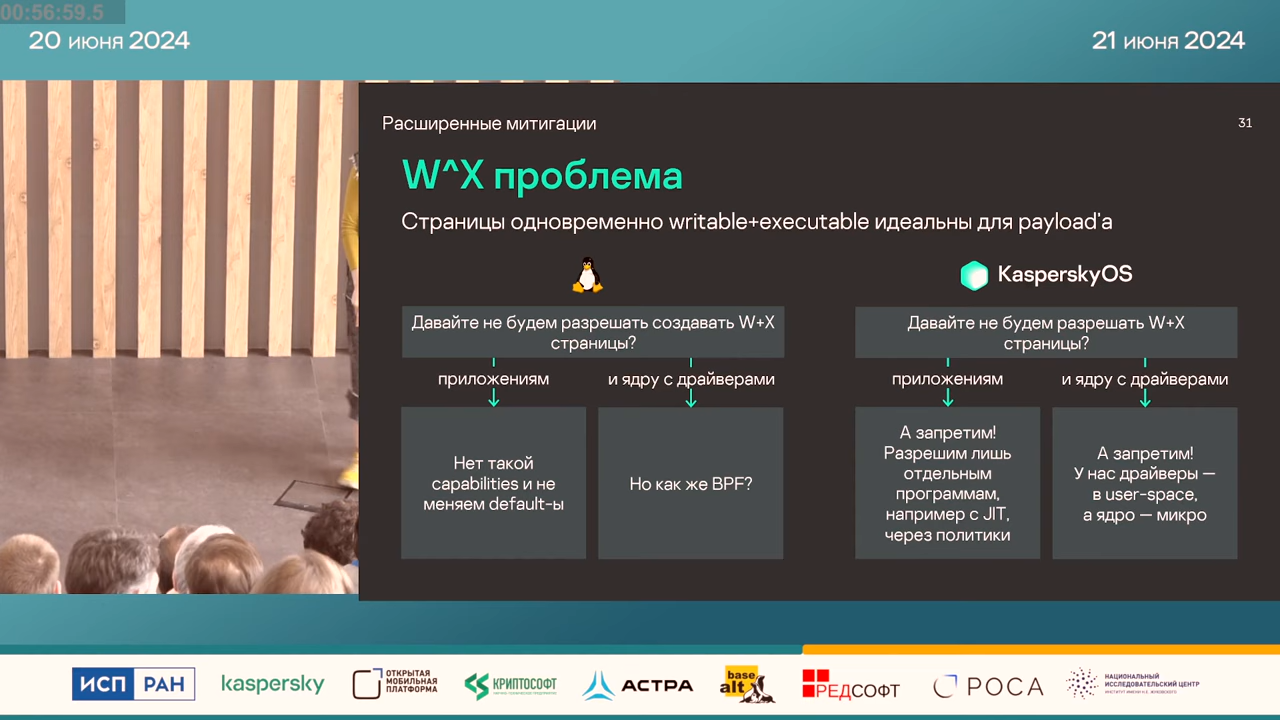 00:56:59.5
20 июня 2024
21 июня 2024
Расширенные митигации
31
W^X проблема
Страницы одновременно writable+executable идеальны для payload'а
KasperskyOS
Давайте не будем разрешать создавать W+X
страницы?
приложениям
и ядру с драйверами
Нет такой
capabilities и не
меняем default-ы
Но как же BPF?
Давайте не будем разрешать W+X
страницы?
приложениям
и ядру с драйверами
А запретим!
Разрешим лишь
отдельным
программам,
например с JIT,
через политики
А запретим!
У нас драйверы —
в user-space,
а ядро — микро
ИСП РАН
kaspersky
ОТКРЫТАЯ
МОБИЛЬНАЯ
ПЛАТФОРМА
КРИПТОСОФТ
АСТРА
base
alt
РЕДСОФТ
РОСА
НАЦИОНАЛЬНЫЙ
ИССЛЕДОВАТЕЛЬСКИЙ ЦЕНТР